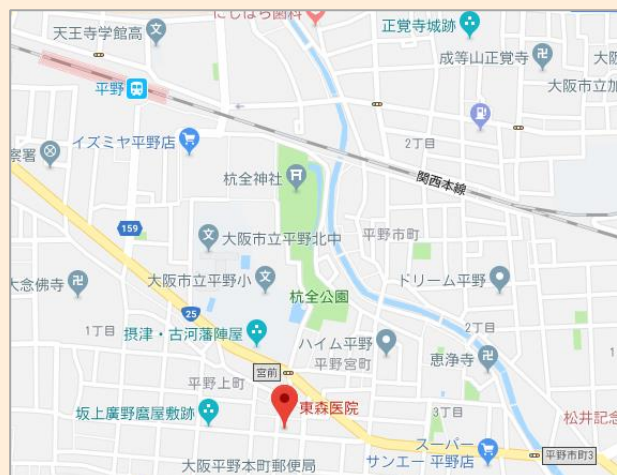 にしはら歯科
天王寺学館高
正覚寺城跡
成等山正覚寺
平野
大阪市立加
イズミヤ平野店
2丁目
察署
杭全神社
関西本線
159
大阪市立平野北中
平野市町
大念佛寺
大阪市立平野小
ドリーム平野
杭全公園
25
1丁目
摂津・古河藩陣屋
ハイム平野
2丁目
平野宮町
恵浄寺
1
宮前
平野上町
東森医院
坂上廣野麿屋敷跡
3丁目
松井記念
スーパー
サンエー 平野店
平野市町3
大阪平野本町郵便局